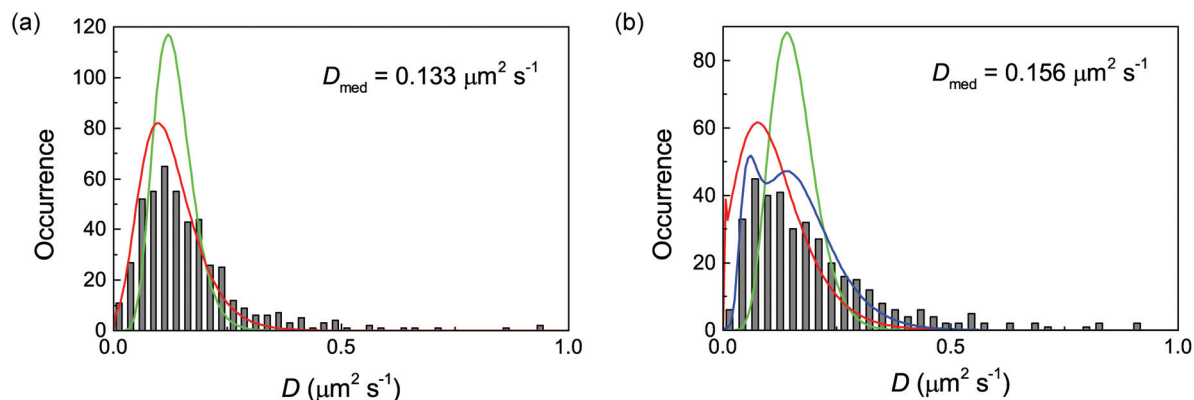 (a)
120
100
80
60
40
20
0
Occurrence
D_med = 0.133 μm² s⁻¹
0.0
0.5
1.0
D (μm² s⁻¹)
(b)
80
60
40
20
0
Occurrence
D_med = 0.156 μm² s⁻¹
0.0
0.5
1.0
D (μm² s⁻¹)